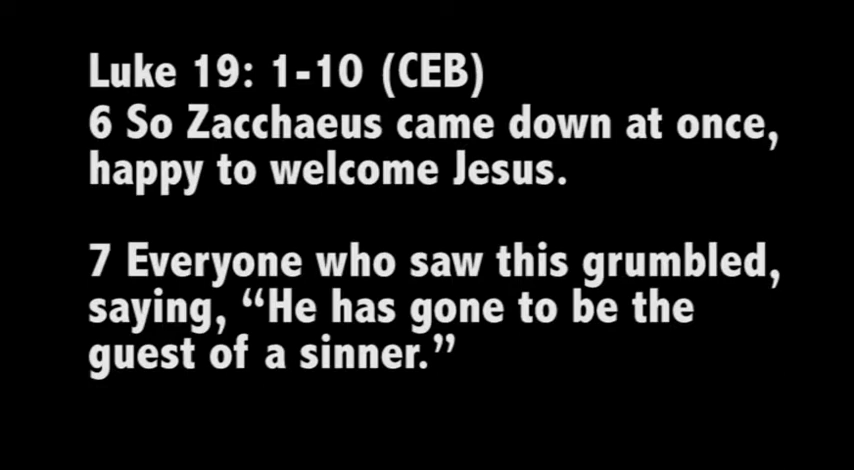 Luke 19: 1-10 (CEB)
6 So Zacchaeus came down at once,
happy to welcome Jesus.
7 Everyone who saw this grumbled,
saying, “He has gone to be the
guest of a sinner.”